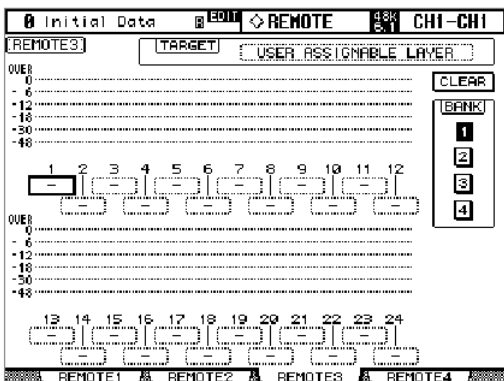 0 Initial Data R EDIT ◇REMOTE 48K 6.1 CH1-CH1
REMOTE3 TARGET USER ASSIGNABLE LAYER
OVER
0
- 6
-12
-18
-30
-48
CLEAR
BANK
1
2
3
4
1 2 3 4 5 6 7 8 9 10 11 12
- - - - - -
- - - - - -
OVER
0
- 6
-12
-18
-30
-48
13 14 15 16 17 18 19 20 21 22 23 24
- - - - - -
- - - - - -
REMOTE1 REMOTE2 REMOTE3 REMOTE4